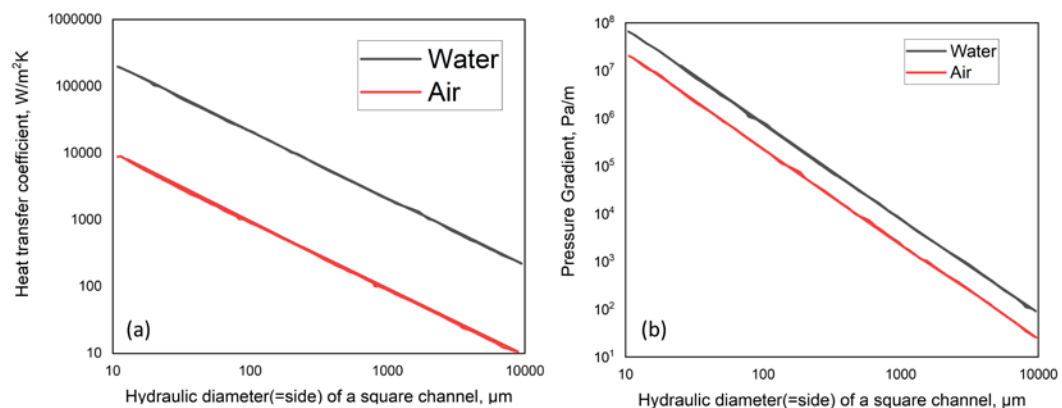 1000000
100000
10000
1000
100
10
Heat transfer coefficient, W/m²K
Water
Air
(a)
10
100
1000
10000
Hydraulic diameter(=side) of a square channel, µm
10⁸
10⁷
10⁶
10⁵
10⁴
10³
10²
10¹
Pressure Gradient, Pa/m
Water
Air
(b)
10
100
1000
10000
Hydraulic diameter(=side) of a square channel, µm